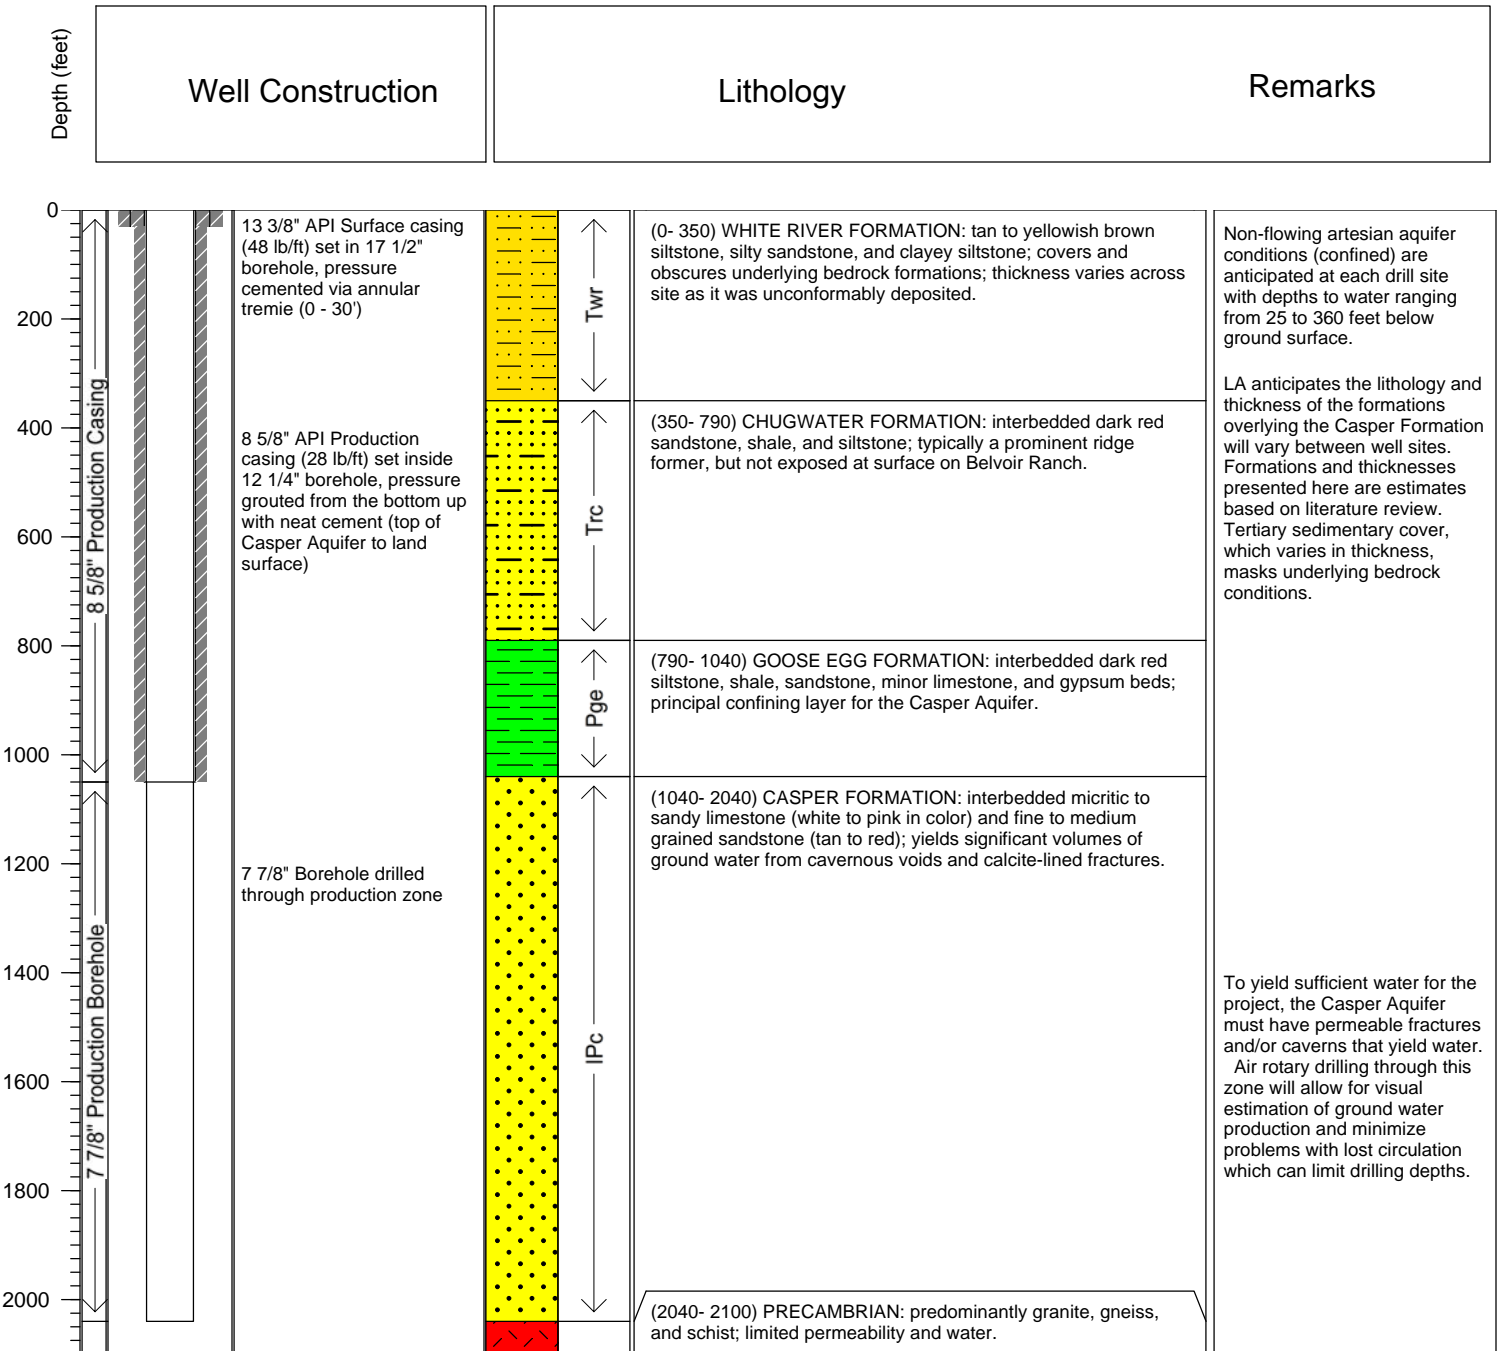 Depth (feet)
Well Construction
Lithology
Remarks
0
200
400
600
800
1000
1200
1400
1600
1800
2000
8 5/8" Production Casing
7 7/8" Production Borehole
13 3/8" API Surface casing
(48 lb/ft) set in 17 1/2"
borehole, pressure
cemented via annular
tremie (0 - 30')
8 5/8" API Production
casing (28 lb/ft) set inside
12 1/4" borehole, pressure
grouted from the bottom up
with neat cement (top of
Casper Aquifer to land
surface)
7 7/8" Borehole drilled
through production zone
Twr
Trc
Pge
IPc
(0- 350) WHITE RIVER FORMATION: tan to yellowish brown
siltstone, silty sandstone, and clayey siltstone; covers and
obscures underlying bedrock formations; thickness varies across
site as it was unconformably deposited.
(350- 790) CHUGWATER FORMATION: interbedded dark red
sandstone, shale, and siltstone; typically a prominent ridge
former, but not exposed at surface on Belvoir Ranch.
(790- 1040) GOOSE EGG FORMATION: interbedded dark red
siltstone, shale, sandstone, minor limestone, and gypsum beds;
principal confining layer for the Casper Aquifer.
(1040- 2040) CASPER FORMATION: interbedded micritic to
sandy limestone (white to pink in color) and fine to medium
grained sandstone (tan to red); yields significant volumes of
ground water from cavernous voids and calcite-lined fractures.
(2040- 2100) PRECAMBRIAN: predominantly granite, gneiss,
and schist; limited permeability and water.
Non-flowing artesian aquifer
conditions (confined) are
anticipated at each drill site
with depths to water ranging
from 25 to 360 feet below
ground surface.
LA anticipates the lithology and
thickness of the formations
overlying the Casper Formation
will vary between well sites.
Formations and thicknesses
presented here are estimates
based on literature review.
Tertiary sedimentary cover,
which varies in thickness,
masks underlying bedrock
conditions.
To yield sufficient water for the
project, the Casper Aquifer
must have permeable fractures
and/or caverns that yield water.
Air rotary drilling through this
zone will allow for visual
estimation of ground water
production and minimize
problems with lost circulation
which can limit drilling depths.